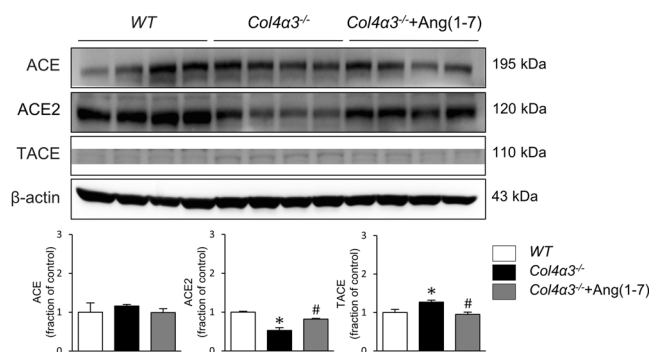 WT Col4α3-/- Col4α3-/-+Ang(1-7)
ACE 195 kDa
ACE2 120 kDa
TACE 110 kDa
β-actin 43 kDa
ACE
(fraction of control)
3
2
1
0
ACE2
(fraction of control)
3
2
1
0
*
#
TACE
(fraction of control)
3
2
1
0
*
#
WT
Col4α3-/-
Col4α3-/-+Ang(1-7)